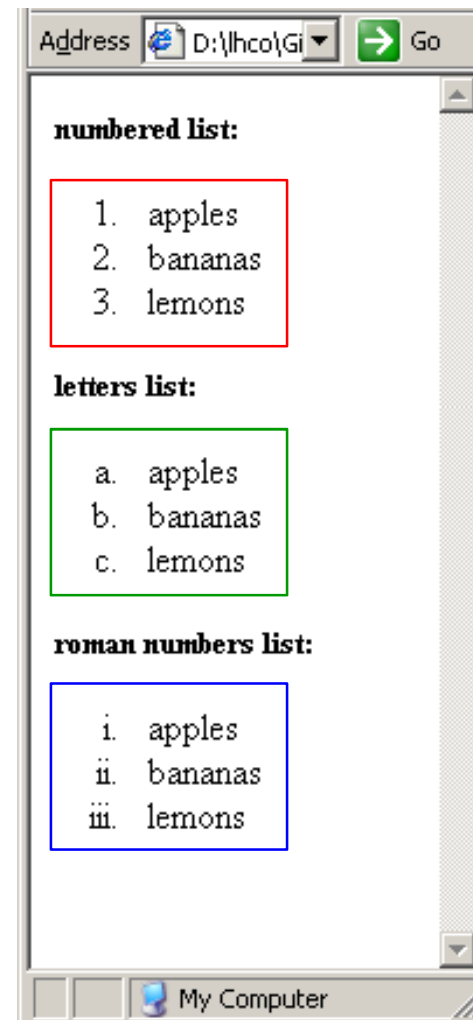 Address D:\lhco\Gi Go
numbered list:
1. apples
2. bananas
3. lemons
letters list:
a. apples
b. bananas
c. lemons
roman numbers list:
i. apples
ii. bananas
iii. lemons
My Computer